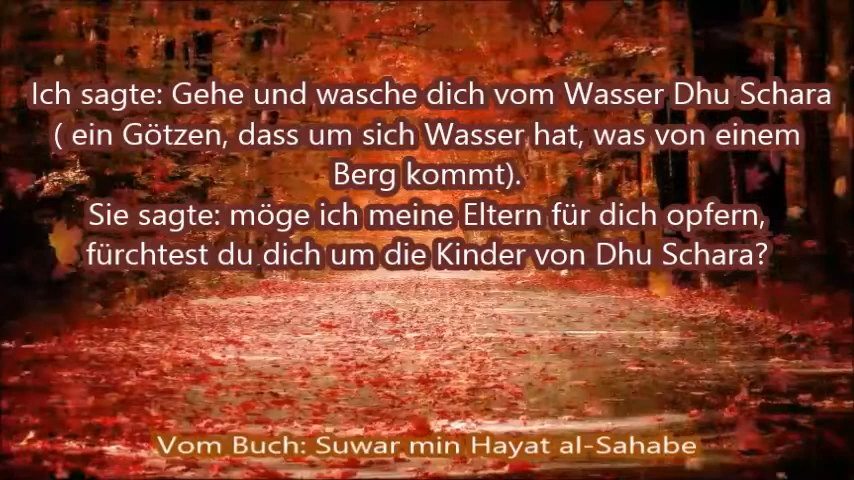 Ich sagte: Gehe und wasche dich vom Wasser Dhu Schara
( ein Götzen, dass um sich Wasser hat, was von einem
Berg kommt).
Sie sagte: möge ich meine Eltern für dich opfern,
fürchtest du dich um die Kinder von Dhu Schara?
Vom Buch: Suwar min Hayat al-Sahabe